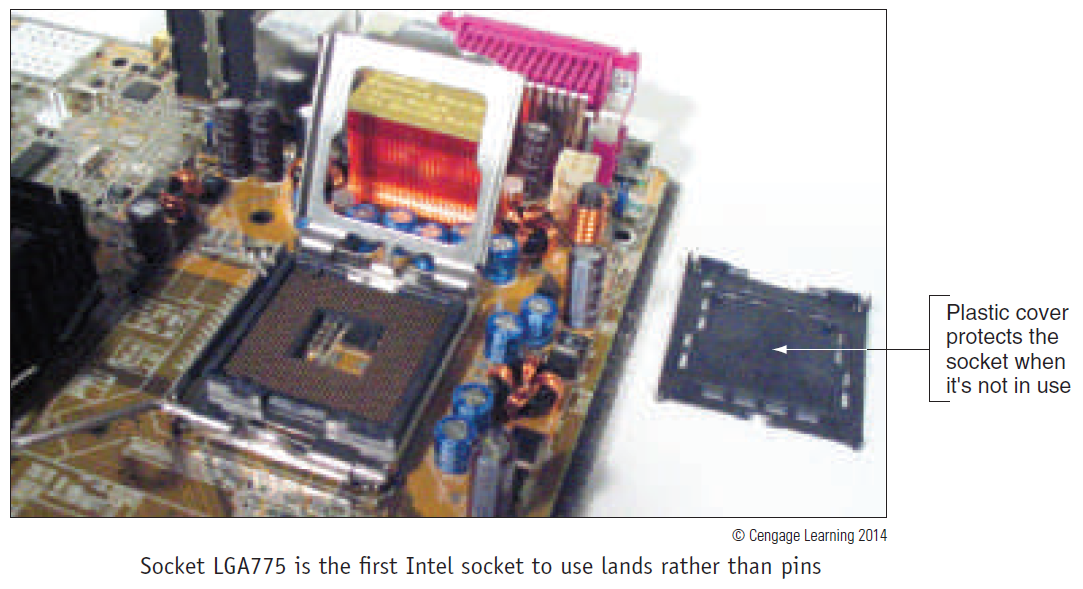 Plastic cover
protects the
socket when
it's not in use
© Cengage Learning 2014
Socket LGA775 is the first Intel socket to use lands rather than pins